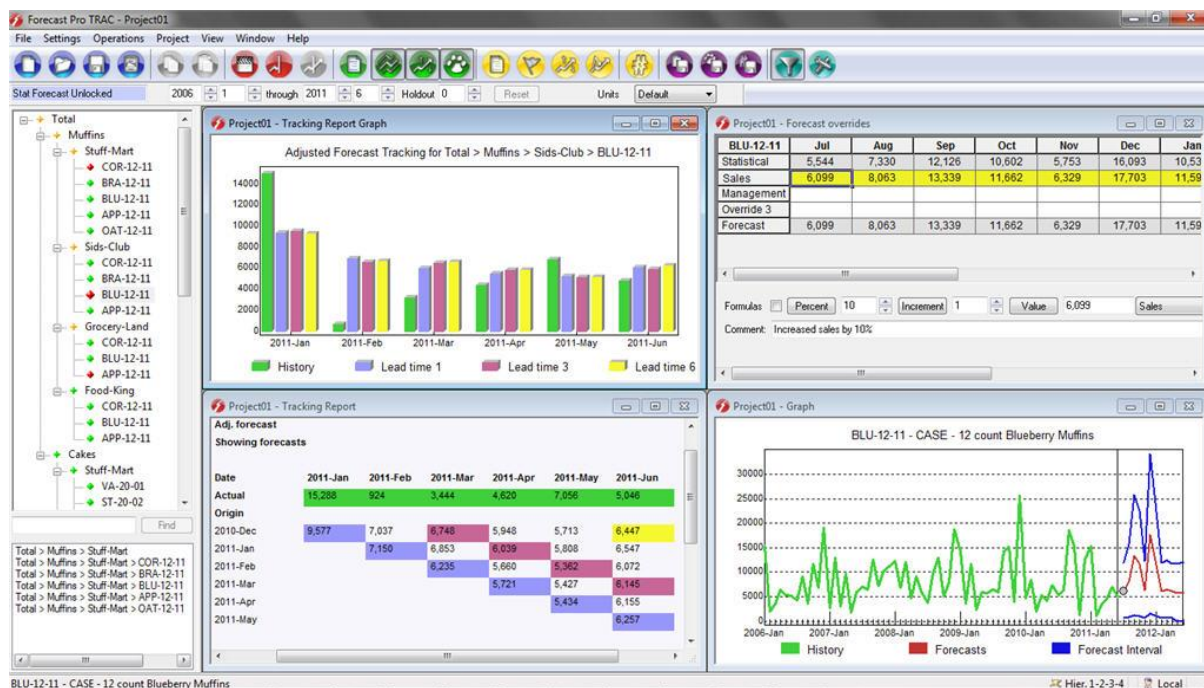 Forecast Pro TRAC - Project01
File Settings Operations Project View Window Help
Stat Forecast Unlocked 2006 1 through 2011 6 Holdout 0 Reset Units Default
Total
Muffins
Stuff-Mart
COR-12-11
BRA-12-11
BLU-12-11
APP-12-11
OAT-12-11
Sids-Club
COR-12-11
BRA-12-11
BLU-12-11
APP-12-11
Grocery-Land
COR-12-11
BLU-12-11
APP-12-11
Food-King
COR-12-11
BLU-12-11
APP-12-11
Cakes
Stuff-Mart
VA-20-01
ST-20-02
Find
Total > Muffins > Stuff-Mart
Total > Muffins > Stuff-Mart > COR-12-11
Total > Muffins > Stuff-Mart > BRA-12-11
Total > Muffins > Stuff-Mart > BLU-12-11
Total > Muffins > Stuff-Mart > APP-12-11
Total > Muffins > Stuff-Mart > OAT-12-11
Project01 - Tracking Report Graph
Adjusted Forecast Tracking for Total > Muffins > Sids-Club > BLU-12-11
14000
12000
10000
8000
6000
4000
2000
0
2011-Jan 2011-Feb 2011-Mar 2011-Apr 2011-May 2011-Jun
History Lead time 1 Lead time 3 Lead time 6
Project01 - Forecast overrides
BLU-12-11 Jul Aug Sep Oct Nov Dec Jan
Statistical 5,544 7,330 12,126 10,602 5,753 16,093 10,53
Sales 6,099 8,063 13,339 11,662 6,329 17,703 11,59
Management
Override 3
Forecast 6,099 8,063 13,339 11,662 6,329 17,703 11,59
Formulas Percent 10 Increment 1 Value 6,099 Sales
Comment: Increased sales by 10%
Project01 - Tracking Report
Adj. forecast
Showing forecasts
Date 2011-Jan 2011-Feb 2011-Mar 2011-Apr 2011-May 2011-Jun
Actual 15,288 924 3,444 4,620 7,056 5,046
Origin
2010-Dec 9,577 7,037 6,748 5,948 5,713 6,447
2011-Jan 7,150 6,853 6,039 5,808 6,547
2011-Feb 6,235 5,660 5,362 6,072
2011-Mar 5,721 5,427 6,145
2011-Apr 5,434 6,155
2011-May 6,257
Project01 - Graph
BLU-12-11 - CASE - 12 count Blueberry Muffins
30000
25000
20000
15000
10000
5000
0
2006-Jan 2007-Jan 2008-Jan 2009-Jan 2010-Jan 2011-Jan 2012-Jan
History Forecasts Forecast Interval
BLU-12-11 - CASE - 12 count Blueberry Muffins
Hier. 1-2-3-4 Local